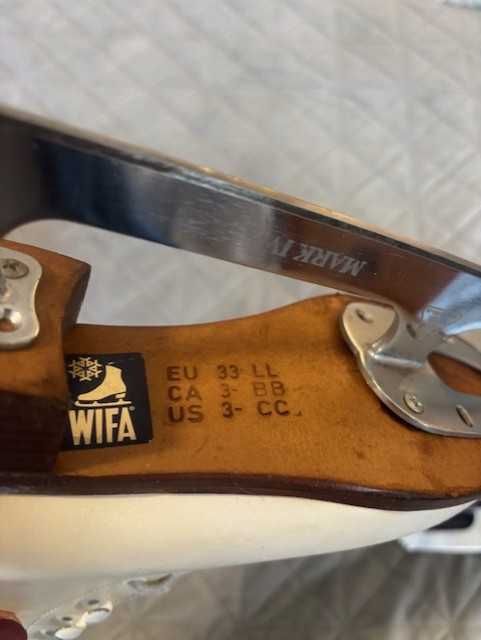 MARK IV
EU 33 LL
CA 3- BB
US 3- CC
WIFA